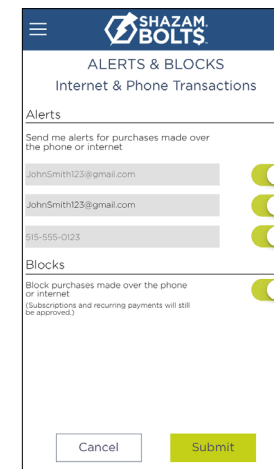 SHAZAM.
BOLT$.
ALERTS & BLOCKS
Internet & Phone Transactions
Alerts
Send me alerts for purchases made over
the phone or internet
JohnSmith123@gmail.com
JohnSmith123@gmail.com
515-555-0123
Blocks
Block purchases made over the phone
or internet
(Subscriptions and recurring payments will still
be approved.)
Cancel Submit